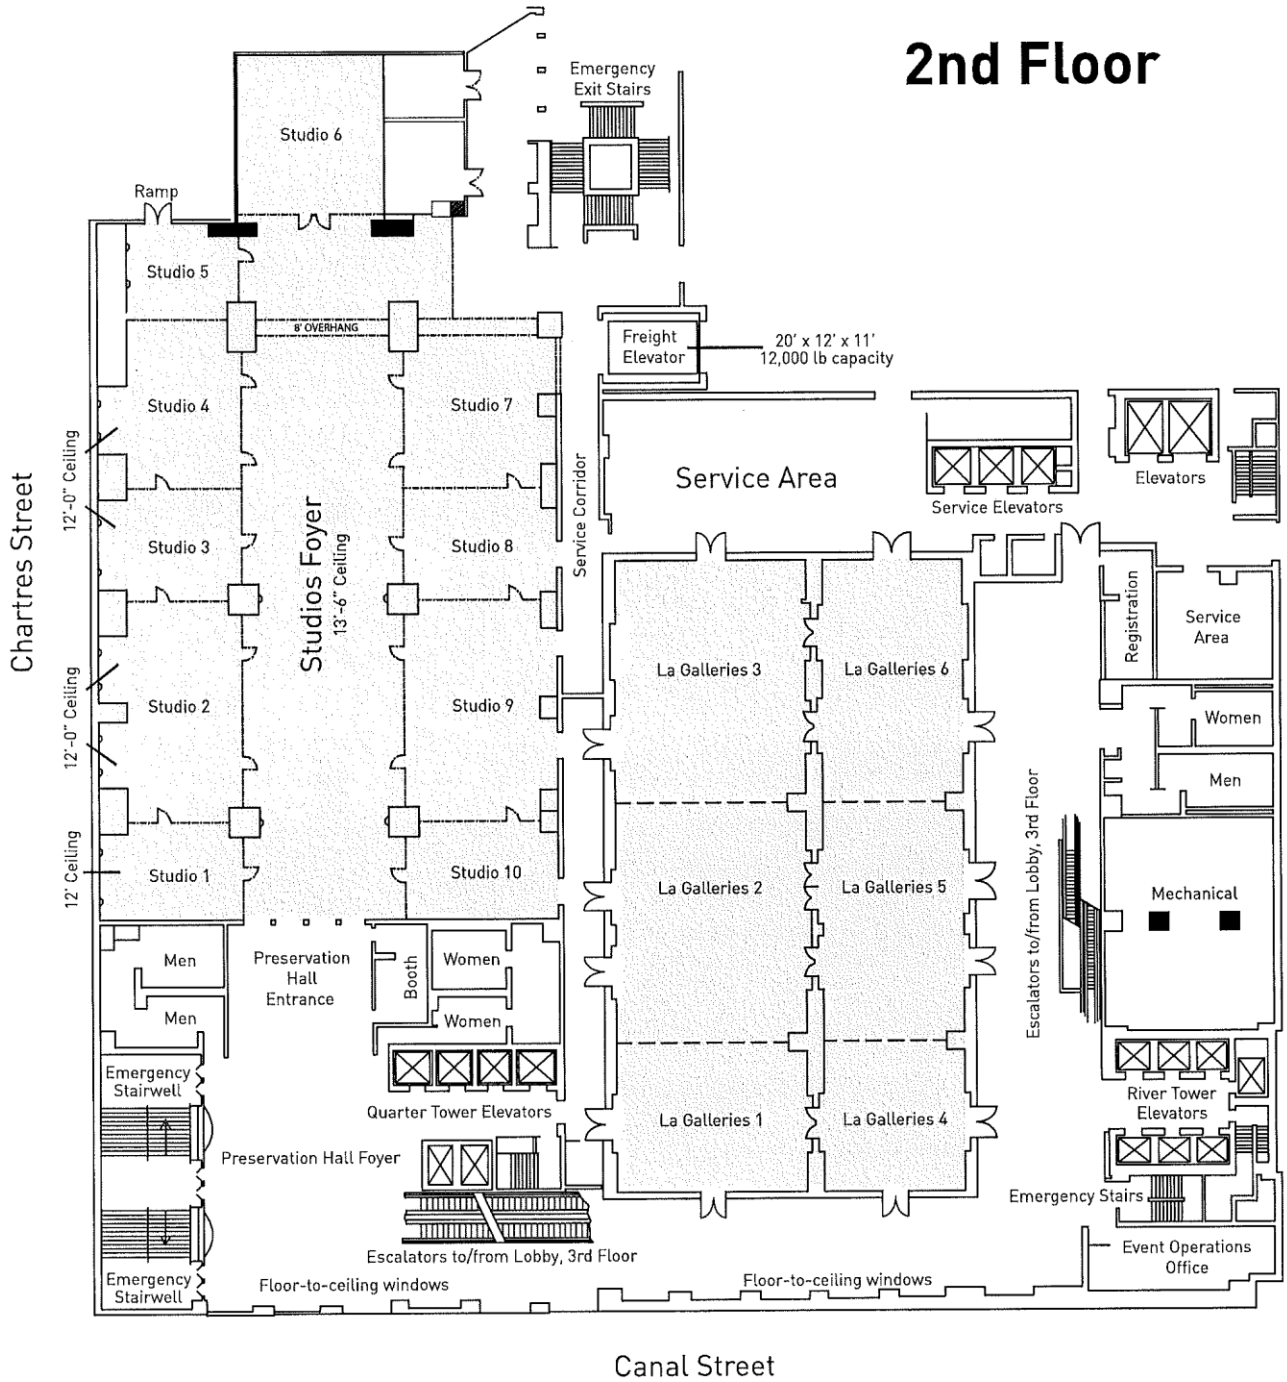 2nd Floor
Emergency
Exit Stairs
Studio 6
Ramp
Studio 5
8' OVERHANG
Freight
Elevator
20' x 12' x 11'
12,000 lb capacity
Studio 4
Studio 7
12'-0" Ceiling
Chartres Street
Studios Foyer
13'-6" Ceiling
Service Corridor
Service Area
Service Elevators
Elevators
Studio 3
Studio 8
Registration
Service
Area
La Galleries 3
La Galleries 6
12'-0" Ceiling
Studio 2
Studio 9
Women
Men
Escalators to/from Lobby, 3rd Floor
12' Ceiling
Studio 1
Studio 10
La Galleries 2
La Galleries 5
Mechanical
Men
Preservation
Hall
Entrance
Booth
Women
Men
Women
Emergency
Stairwell
Quarter Tower Elevators
La Galleries 1
La Galleries 4
River Tower
Elevators
Preservation Hall Foyer
Emergency Stairs
Escalators to/from Lobby, 3rd Floor
Event Operations
Office
Emergency
Stairwell
Floor-to-ceiling windows
Floor-to-ceiling windows
Canal Street